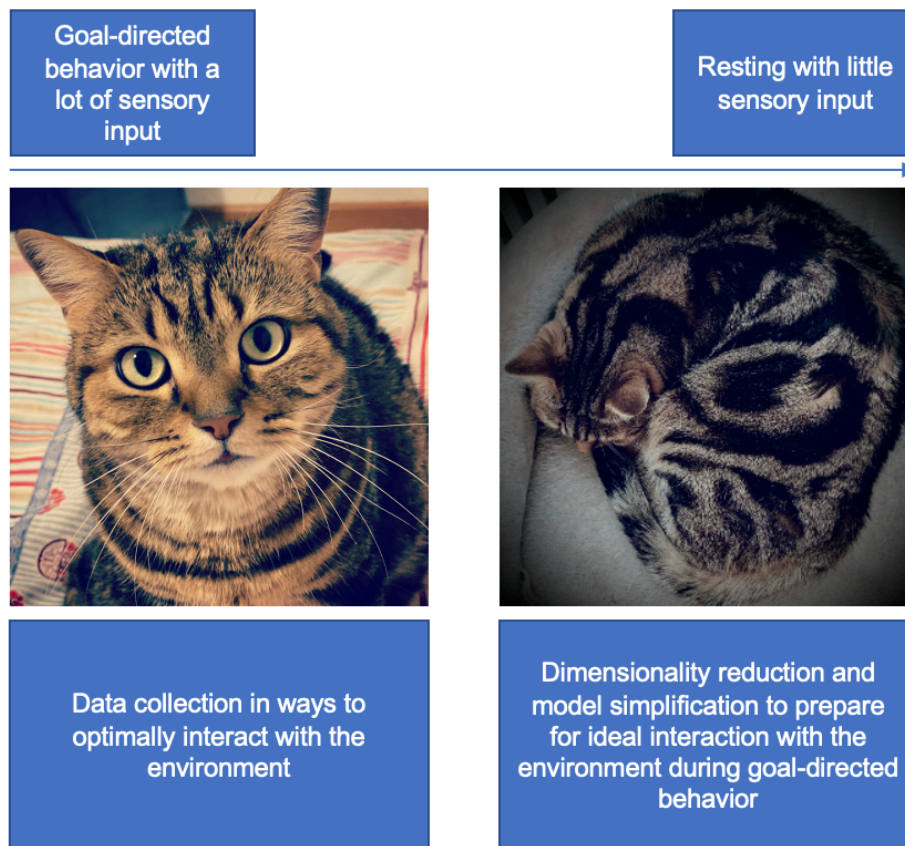 Goal-directed
behavior with a
lot of sensory
input
Resting with little
sensory input
Data collection in ways to
optimally interact with the
environment
Dimensionality reduction and
model simplification to prepare
for ideal interaction with the
environment during goal-directed
behavior